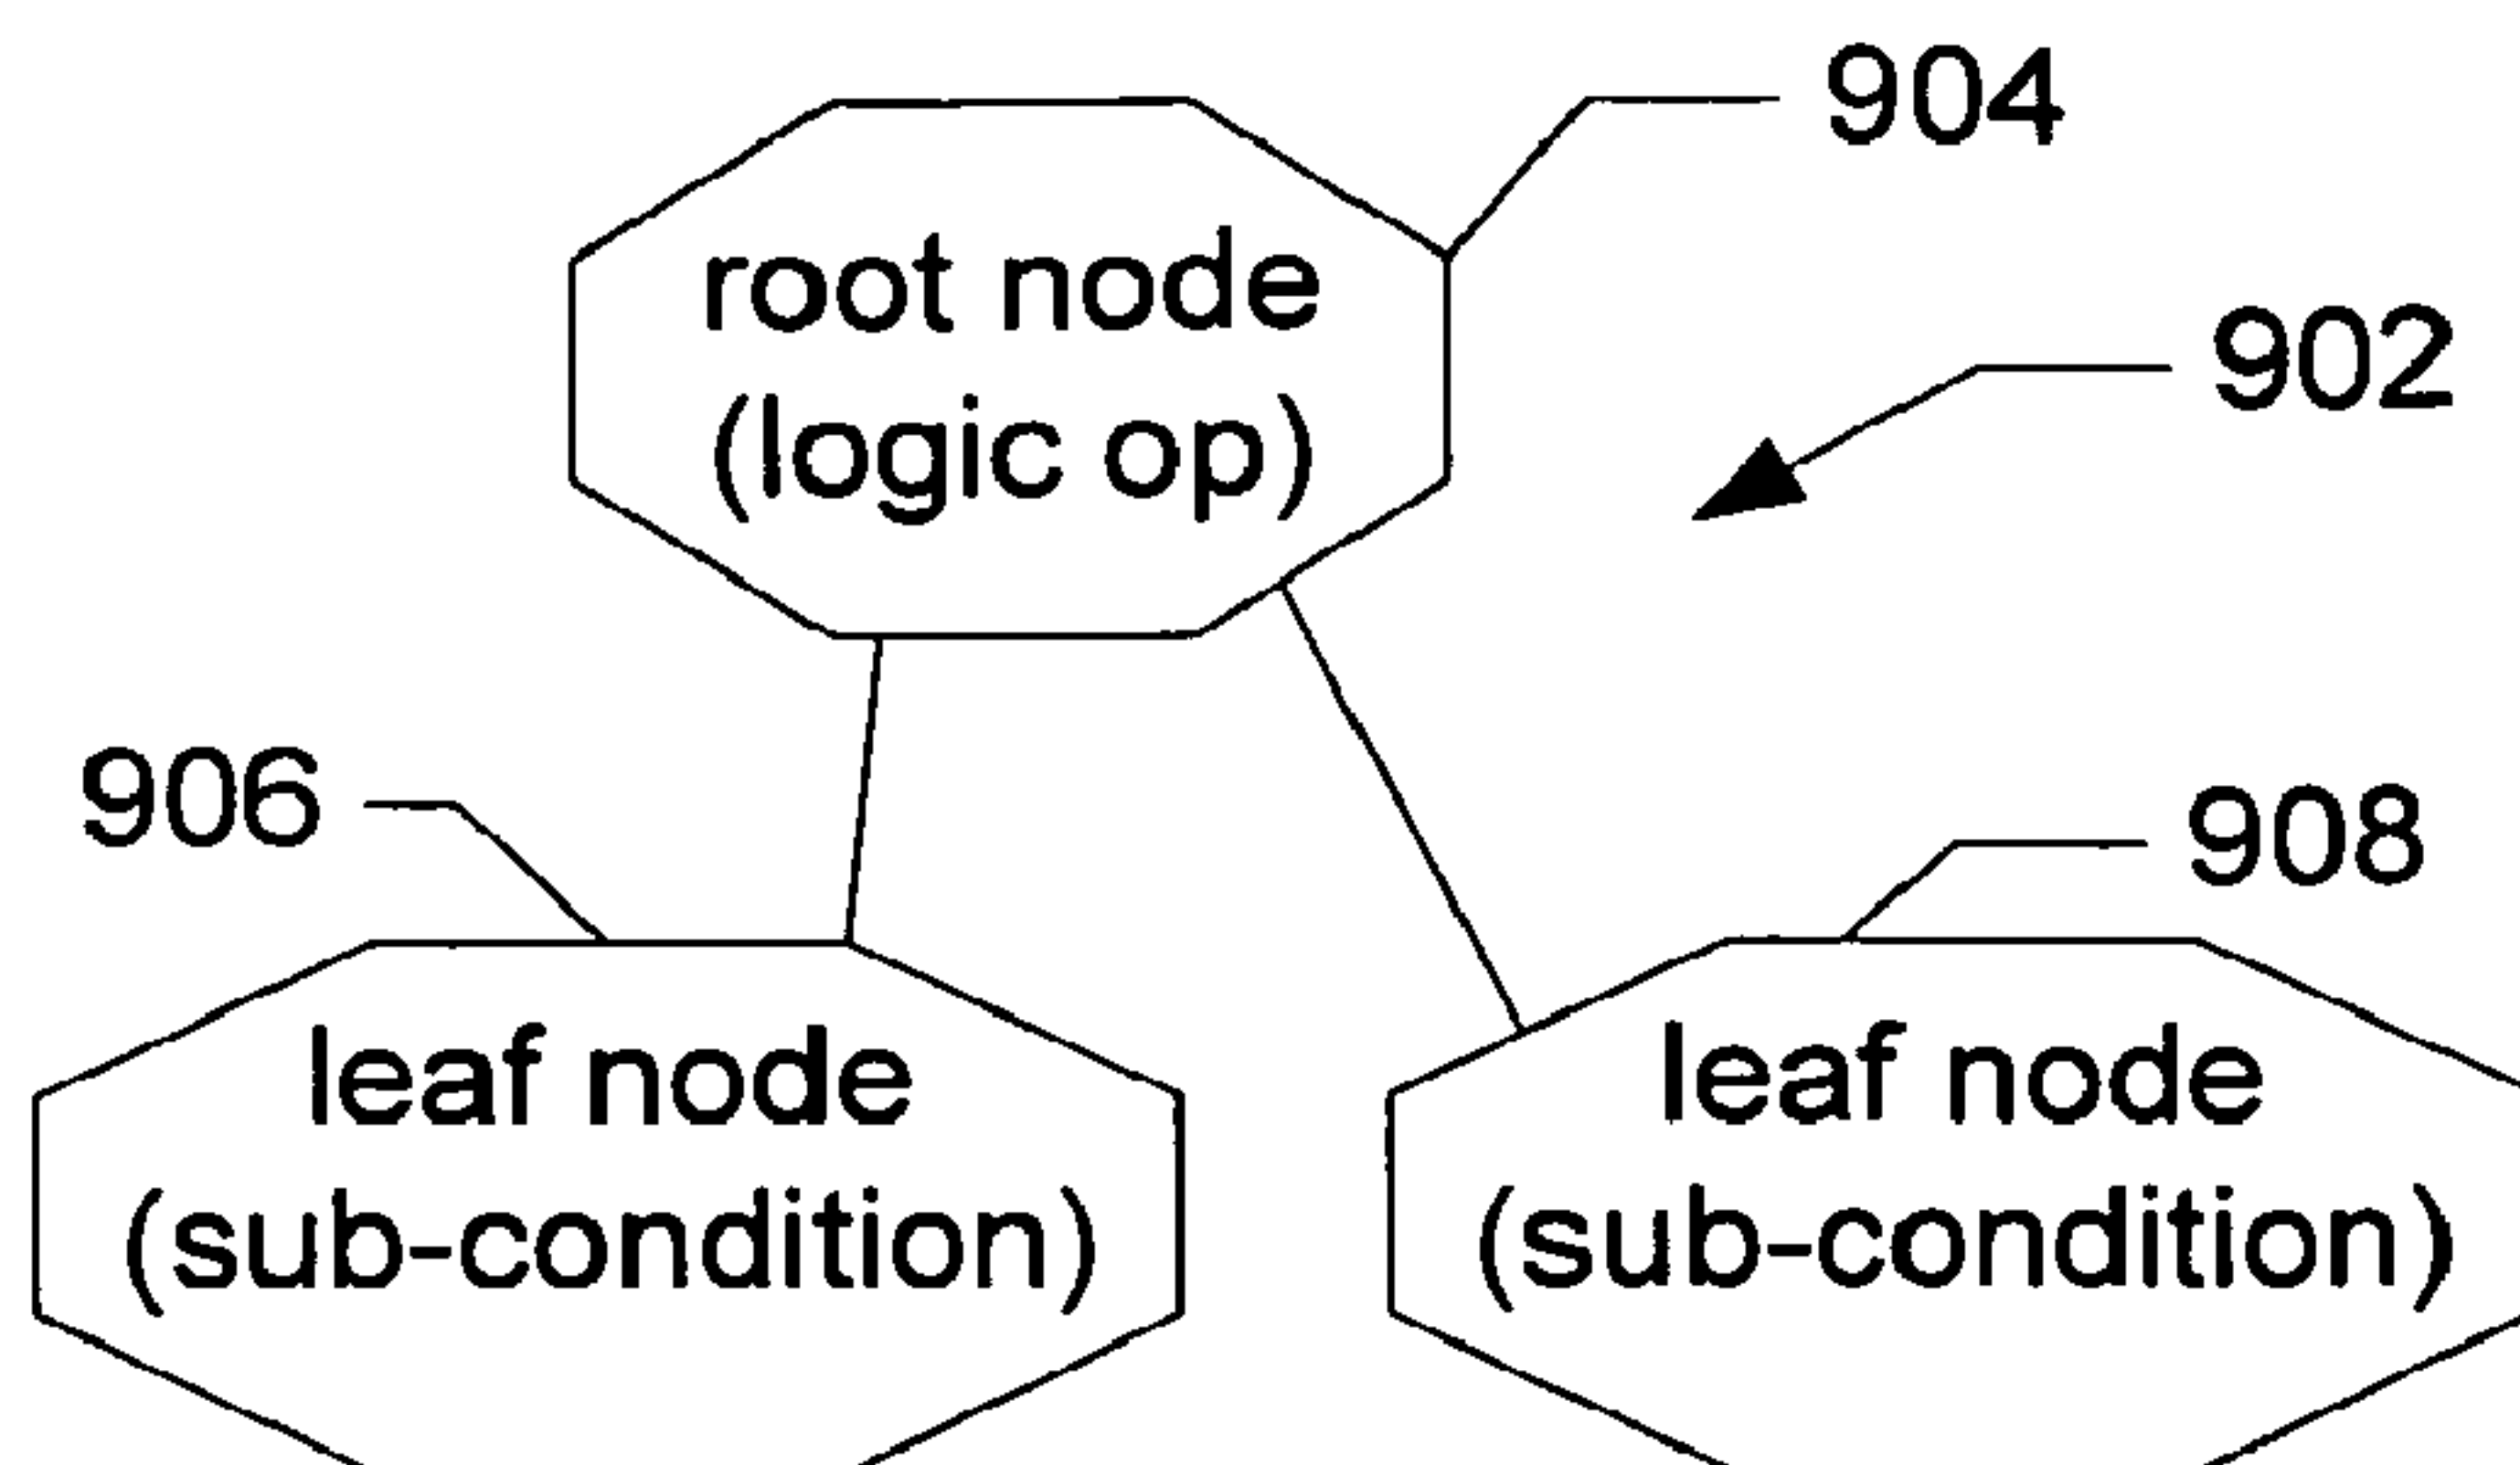 904
root node
(logic op)
902
906
908
leaf node
(sub-condition)
leaf node
(sub-condition)